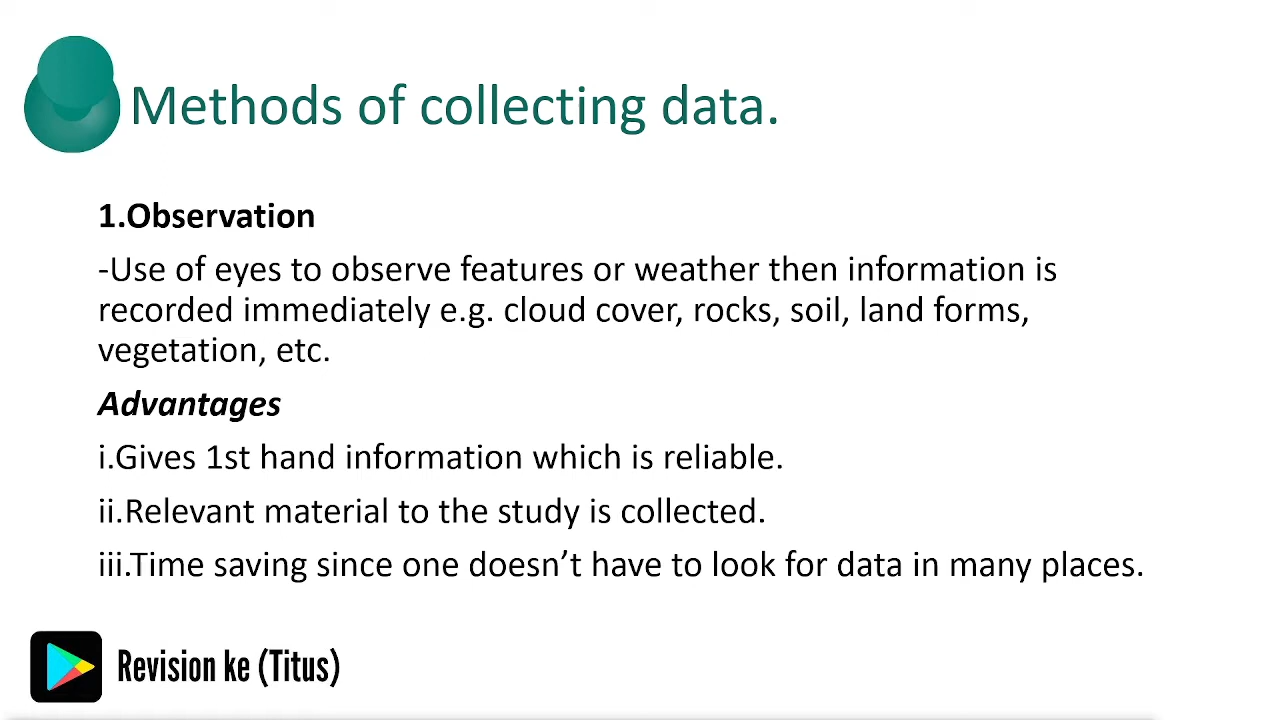 Methods of collecting data.
1.Observation
-Use of eyes to observe features or weather then information is
recorded immediately e.g. cloud cover, rocks, soil, land forms,
vegetation, etc.
Advantages
i.Gives 1st hand information which is reliable.
ii.Relevant material to the study is collected.
iii.Time saving since one doesn’t have to look for data in many places.
Revision ke (Titus)